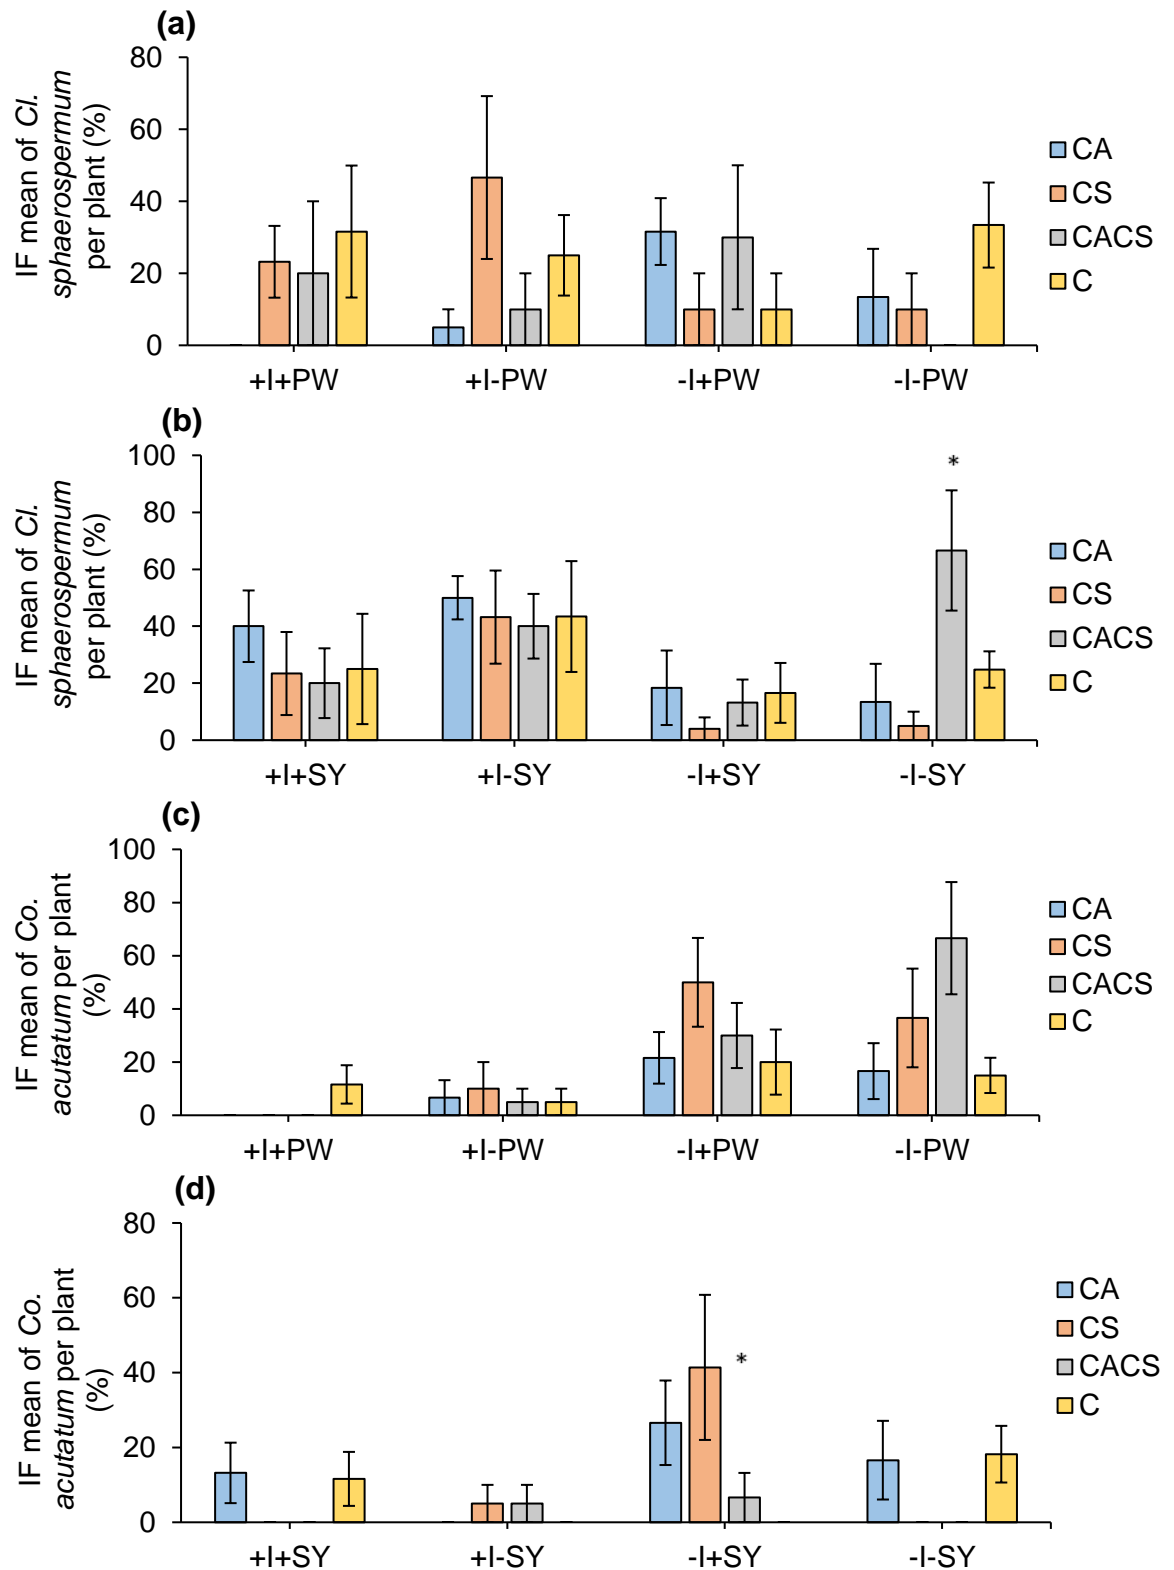 (a)
IF mean of Cl.
sphaerospermum
per plant (%)
80
60
40
20
0
+I+PW
+I-PW
-I+PW
-I-PW
CA
CS
CACS
C
(b)
IF mean of Cl.
sphaerospermum
per plant (%)
100
80
60
40
20
0
*
+I+SY
+I-SY
-I+SY
-I-SY
CA
CS
CACS
C
(c)
IF mean of Co.
acutatum per plant
(%)
100
80
60
40
20
0
+I+PW
+I-PW
-I+PW
-I-PW
CA
CS
CACS
C
(d)
IF mean of Co.
acutatum per plant
(%)
80
60
40
20
0
*
+I+SY
+I-SY
-I+SY
-I-SY
CA
CS
CACS
C